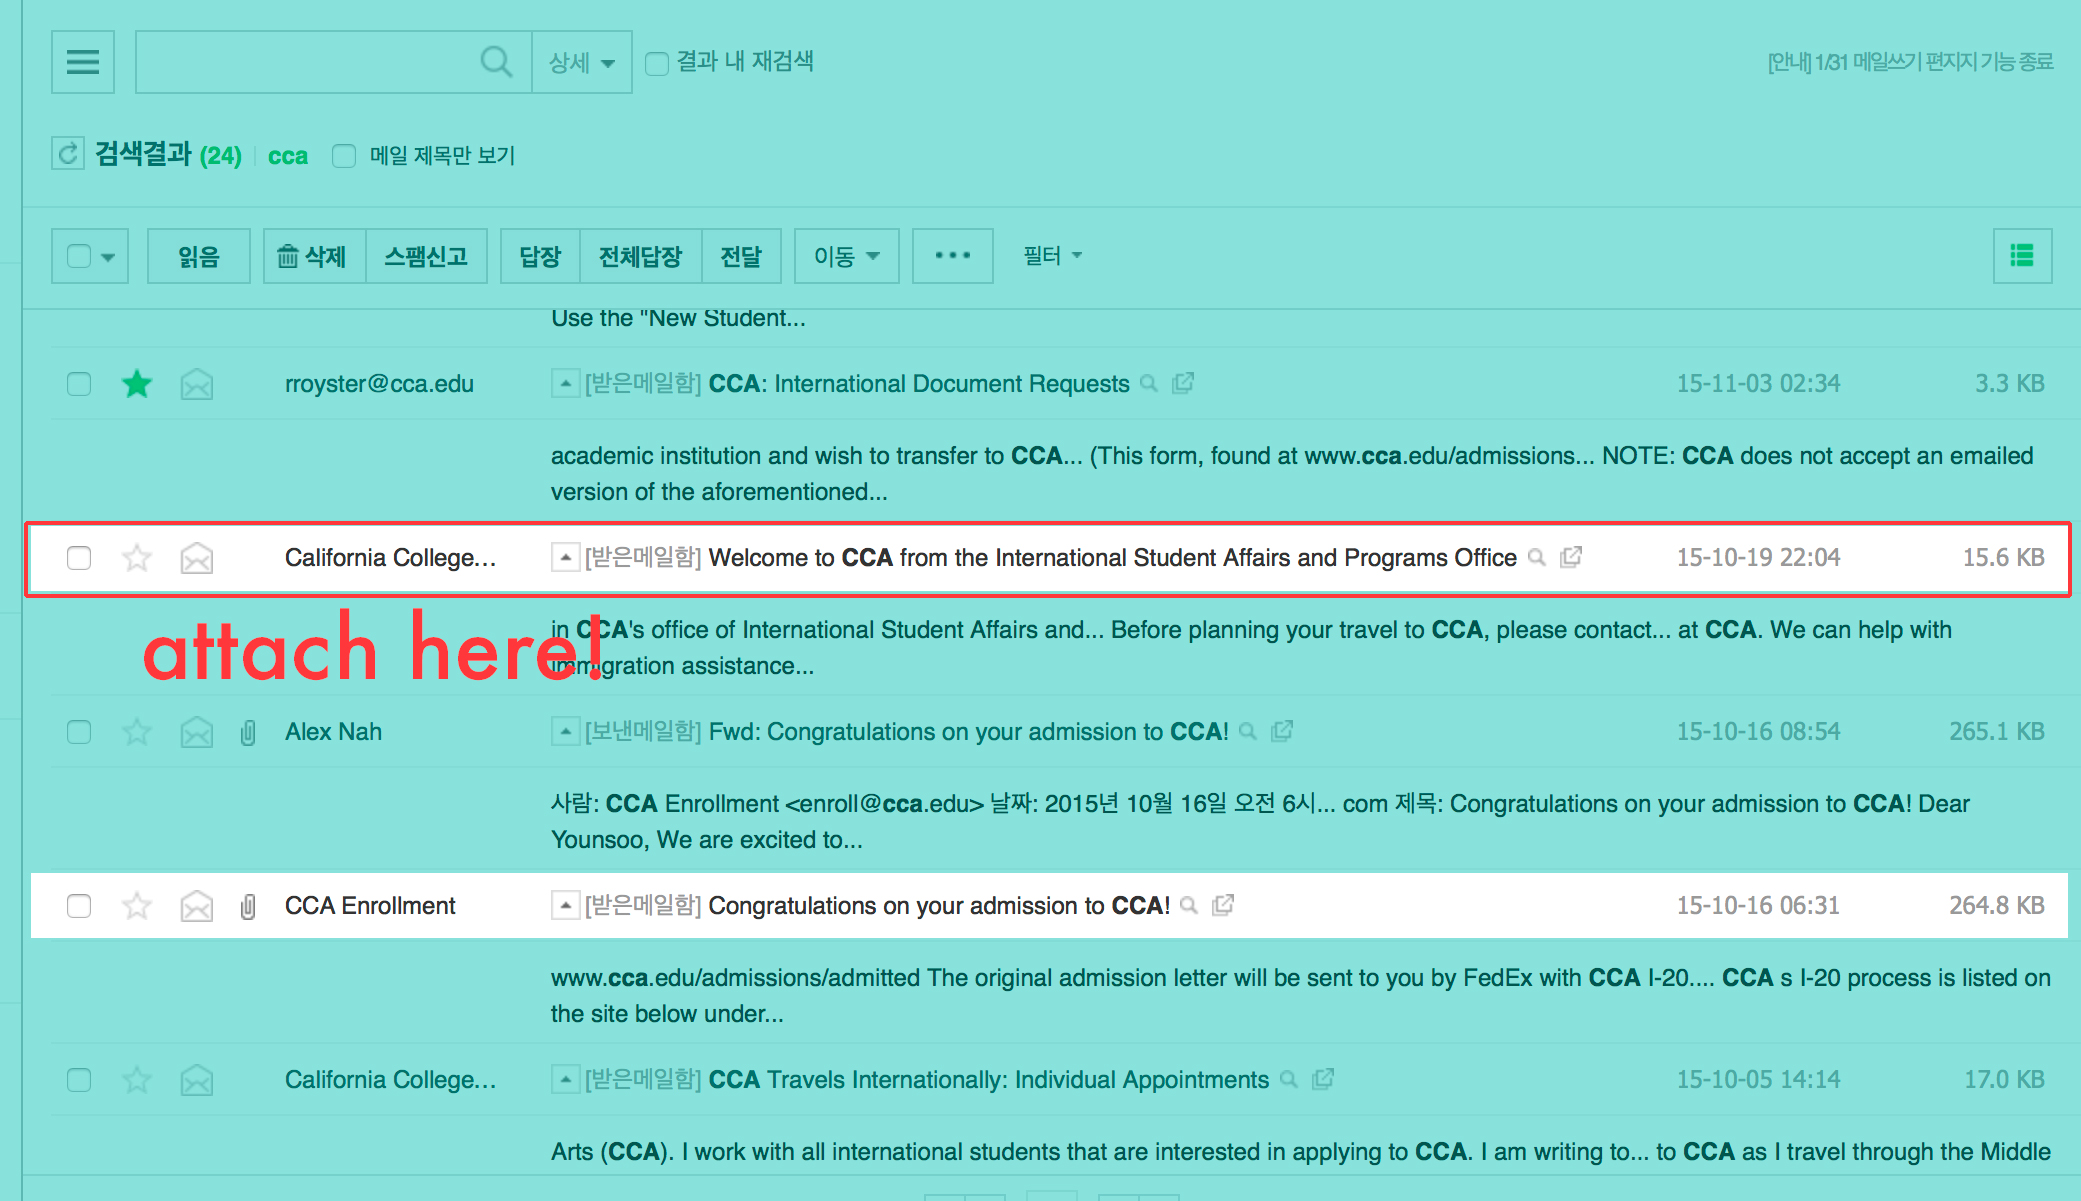 상세
결과 내 재검색
[안내] 1/31 메일쓰기 편지지 기능 종료
검색결과 (24) cca 메일 제목만 보기
읽음 삭제 스팸신고 답장 전체답장 전달 이동 필터
Use the "New Student...
rroyster@cca.edu [받은메일함] CCA: International Document Requests 15-11-03 02:34 3.3 KB
academic institution and wish to transfer to CCA... (This form, found at www.cca.edu/admissions... NOTE: CCA does not accept an emailed
version of the aforementioned...
California College... [받은메일함] Welcome to CCA from the International Student Affairs and Programs Office 15-10-19 22:04 15.6 KB
attach here!
in CCA's office of International Student Affairs and... Before planning your travel to CCA, please contact... at CCA. We can help with
immigration assistance...
Alex Nah [보낸메일함] Fwd: Congratulations on your admission to CCA! 15-10-16 08:54 265.1 KB
사람: CCA Enrollment <enroll@cca.edu> 날짜: 2015년 10월 16일 오전 6시... com 제목: Congratulations on your admission to CCA! Dear
Younsoo, We are excited to...
CCA Enrollment [받은메일함] Congratulations on your admission to CCA! 15-10-16 06:31 264.8 KB
www.cca.edu/admissions/admitted The original admission letter will be sent to you by FedEx with CCA I-20.... CCA s I-20 process is listed on
the site below under...
California College... [받은메일함] CCA Travels Internationally: Individual Appointments 15-10-05 14:14 17.0 KB
Arts (CCA). I work with all international students that are interested in applying to CCA. I am writing to... to CCA as I travel through the Middle